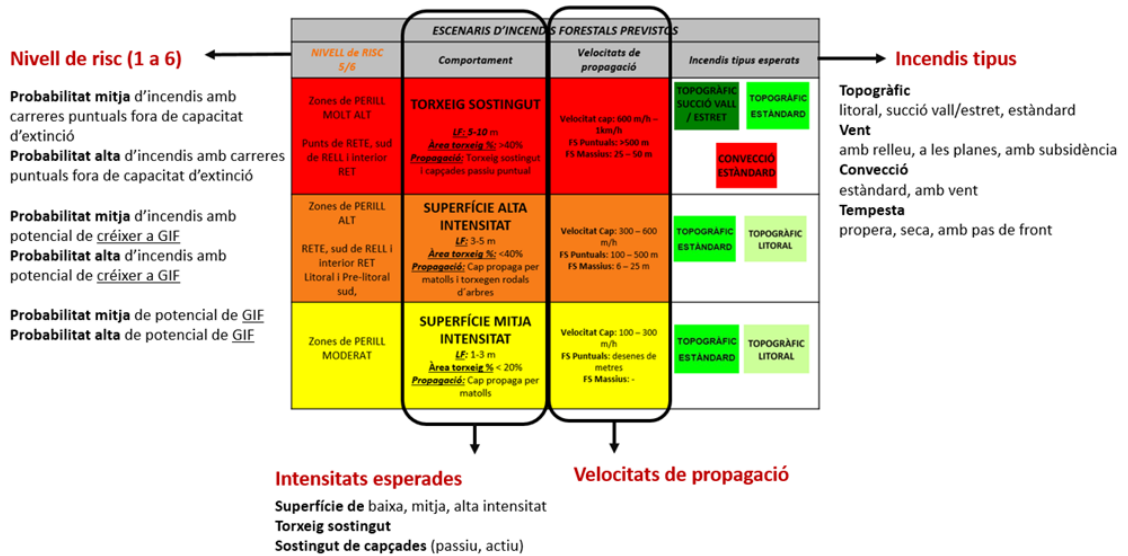 ESCENARIS D'INCENDIS FORESTALS PREVISTOS
NIVELL de RISC
5/6
Comportament
Velocitats de
propagació
Incendis tipus esperats
Zones de PERILL
MOLT ALT
Punts de RETE, sud
de RELL i interior
RET
TORXEIG SOSTINGUT
LF: 5-10 m
Àrea torxeig %: >40%
Propagació: Torxeig sostingut
i capçades passiu puntual
Velocitat cap: 600 m/h –
1km/h
FS Puntuals: >500 m
FS Massius: 25 – 50 m
TOPOGRÀFIC
SUCCIÓ VALL
/ ESTRET
TOPOGRÀFIC
ESTÀNDARD
CONVECCIÓ
ESTÀNDARD
Zones de PERILL
ALT
RETE, sud de RELL i
interior RET
Litoral i Pre-litoral
sud,
SUPERFÍCIE ALTA
INTENSITAT
LF: 3-5 m
Àrea torxeig %: <40%
Propagació: Cap propaga per
matolls i torxegen rodals
d´arbres
Velocitat Cap: 300 – 600
m/h
FS Puntuals: 100 – 500 m
FS Massius: 6 – 25 m
TOPOGRÀFIC
ESTÀNDARD
TOPOGRÀFIC
LITORAL
Zones de PERILL
MODERAT
SUPERFÍCIE MITJA
INTENSITAT
LF: 1-3 m
Àrea torxeig % < 20%
Propagació: Cap propaga per
matolls
Velocitat Cap: 100 – 300
m/h
FS Puntuals: desenes de
metres
FS Massius: -
TOPOGRÀFIC
ESTÀNDARD
TOPOGRÀFIC
LITORAL
Nivell de risc (1 a 6)
Probabilitat mitja d'incendis amb
carreres puntuals fora de capacitat
d'extinció
Probabilitat alta d'incendis amb carreres
puntuals fora de capacitat d'extinció
Probabilitat mitja d'incendis amb
potencial de créixer a GIF
Probabilitat alta d'incendis amb
potencial de créixer a GIF
Probabilitat mitja de potencial de GIF
Probabilitat alta de potencial de GIF
Incendis tipus
Topogràfic
litoral, succió vall/estret, estàndard
Vent
amb relleu, a les planes, amb subsidència
Convecció
estàndard, amb vent
Tempesta
propera, seca, amb pas de front
Intensitats esperades
Superfície de baixa, mitja, alta intensitat
Torxeig sostingut
Sostingut de capçades (passiu, actiu)
Velocitats de propagació